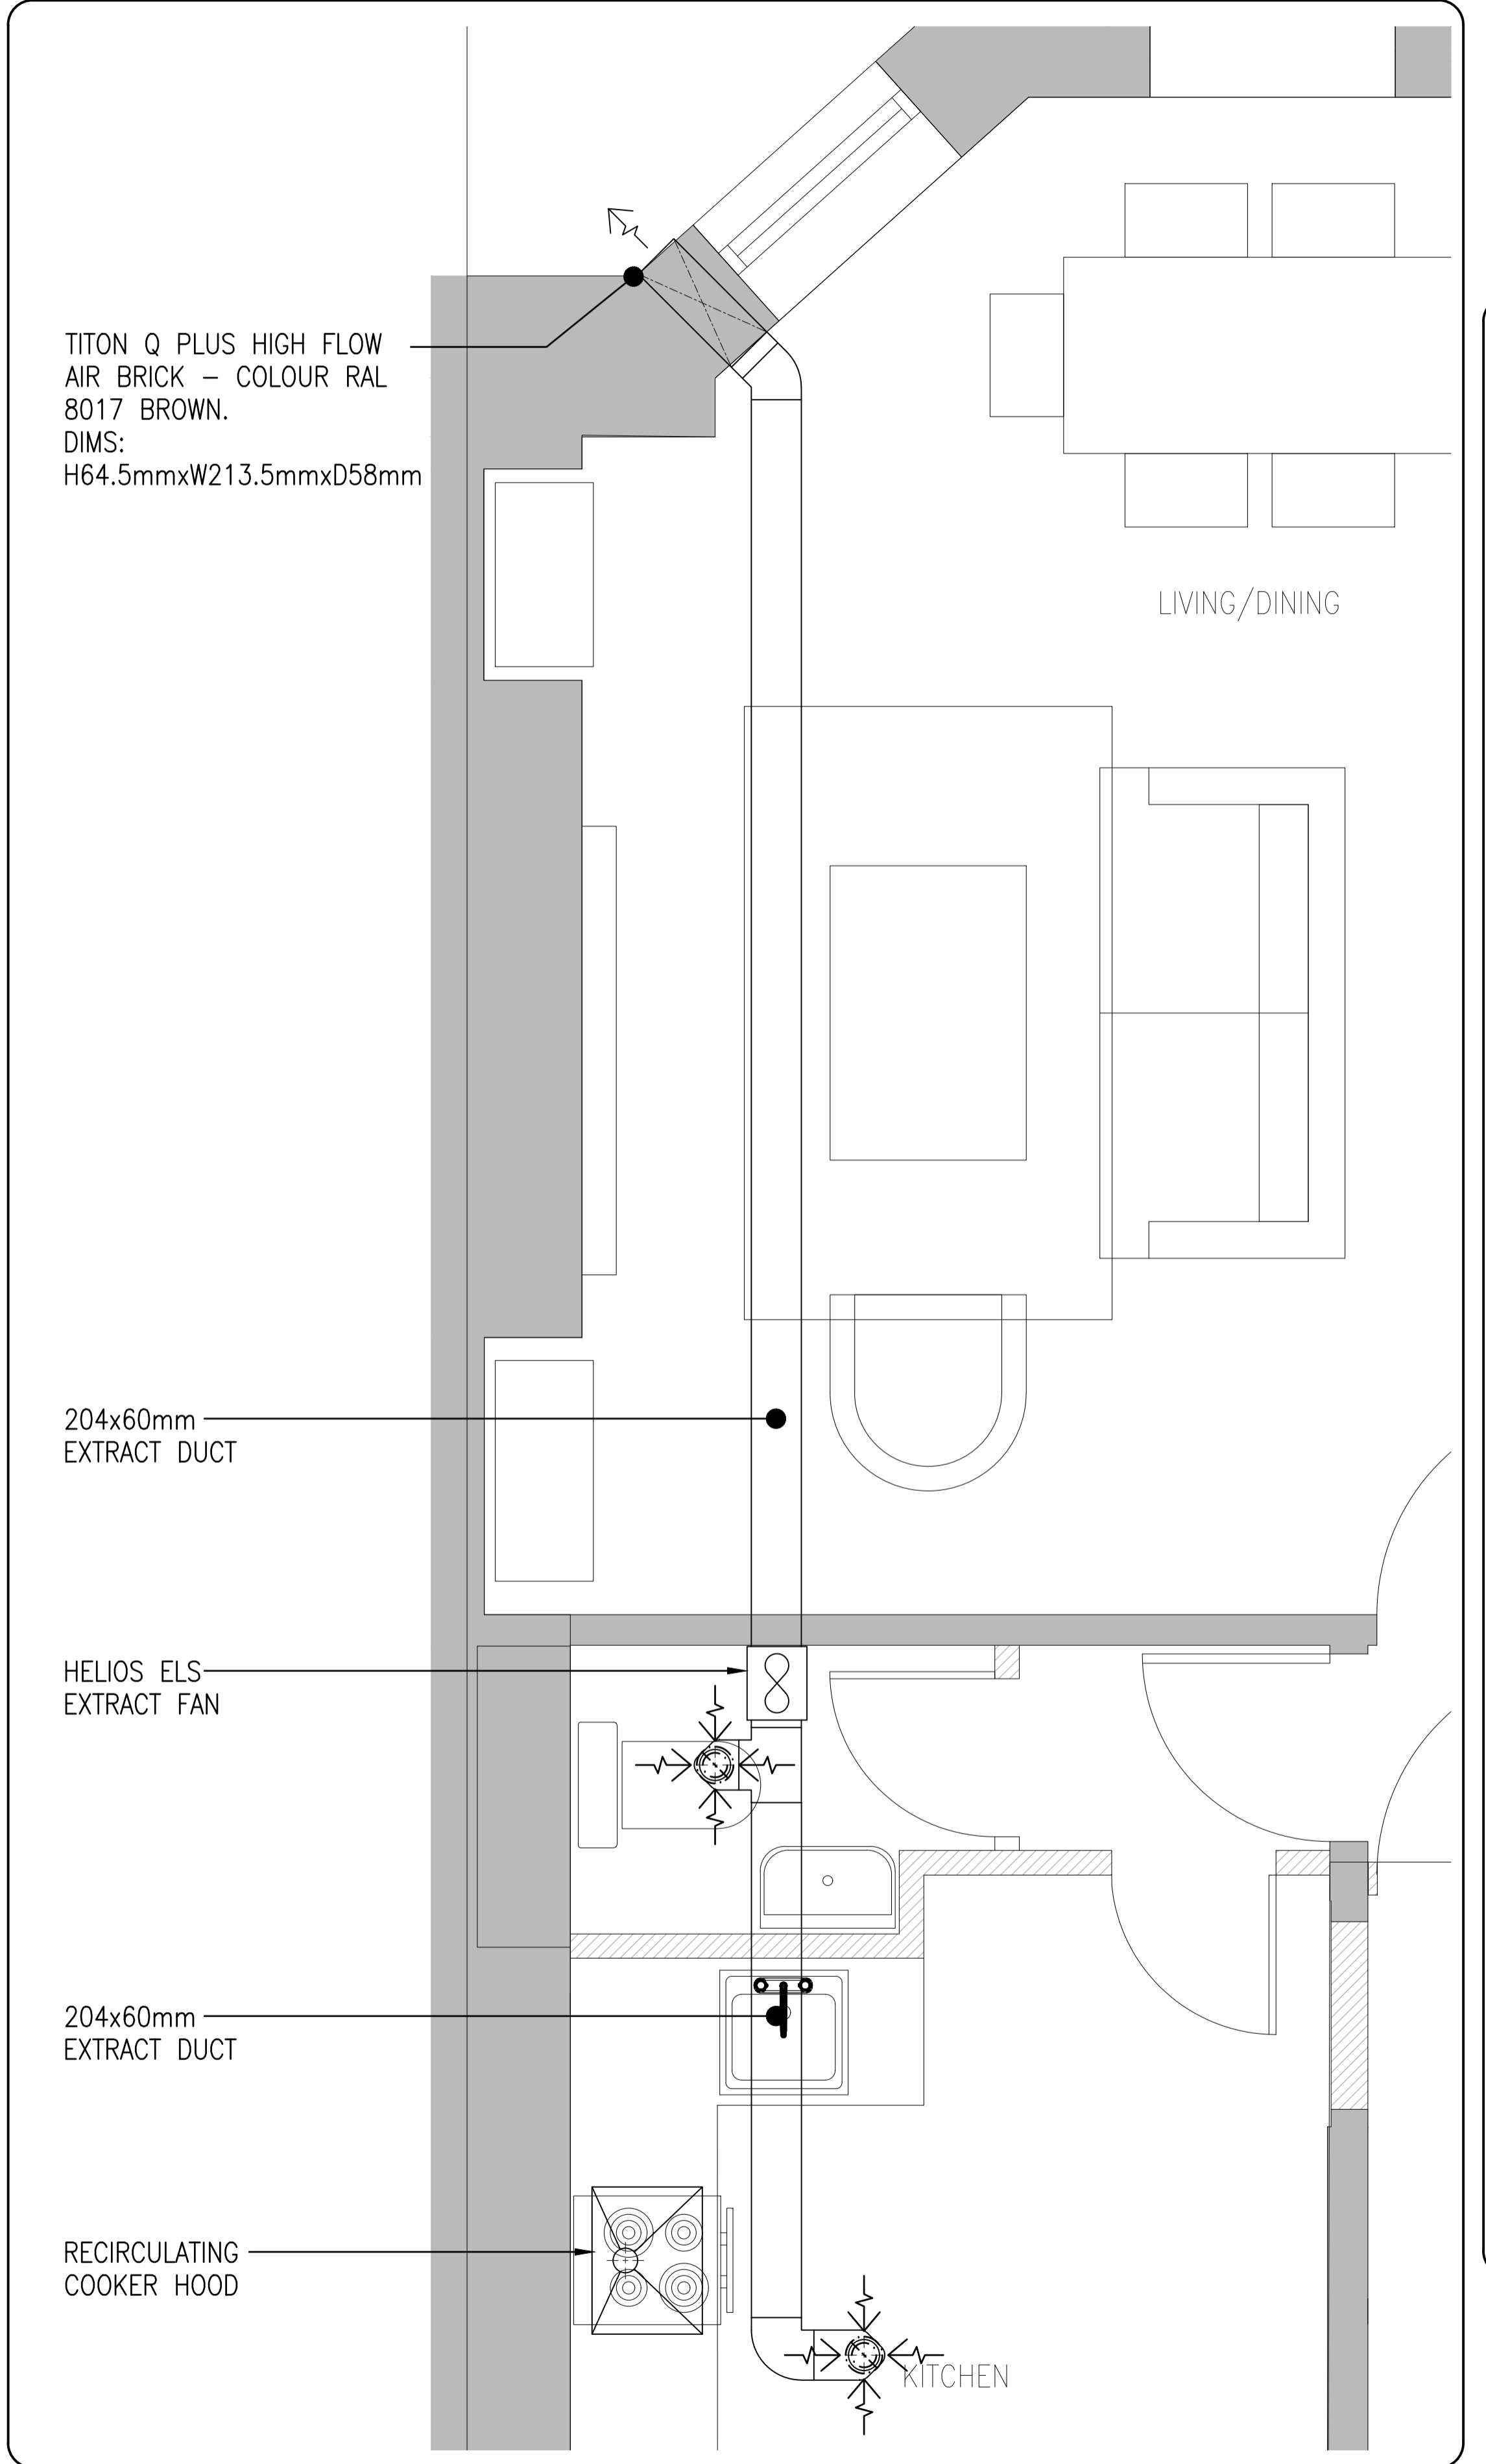 TITON Q PLUS HIGH FLOW
AIR BRICK – COLOUR RAL
8017 BROWN.
DIMS:
H64.5mmxW213.5mmxD58mm
LIVING/DINING
204x60mm
EXTRACT DUCT
HELIOS ELS
EXTRACT FAN
204x60mm
EXTRACT DUCT
RECIRCULATING
COOKER HOOD
KITCHEN